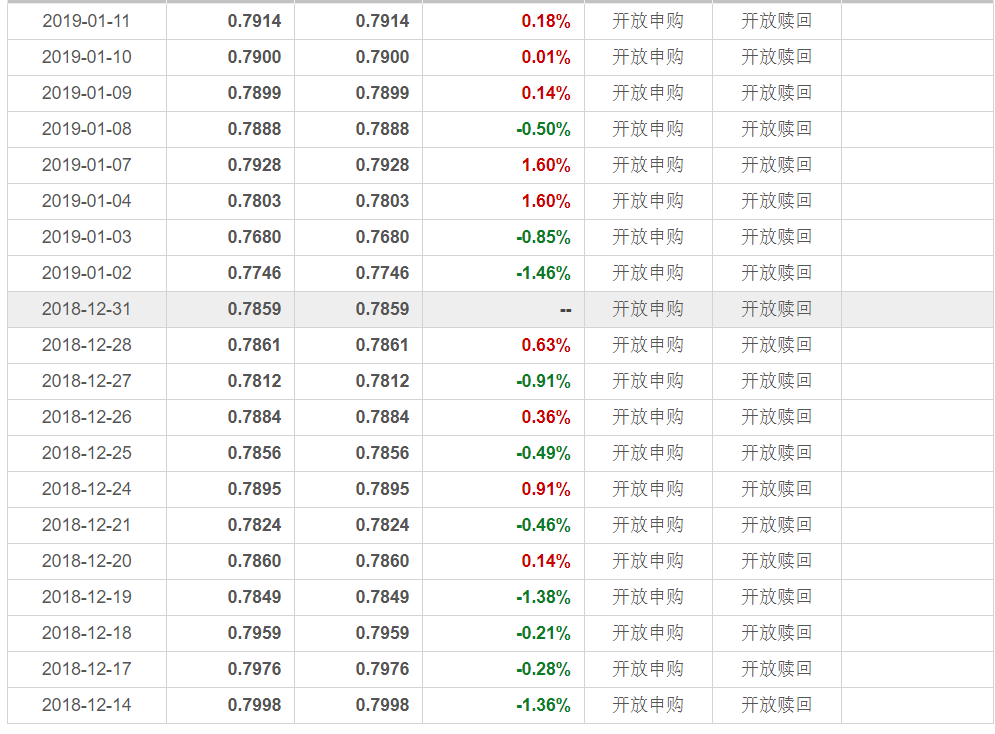 2019-01-11 0.7914 0.7914 0.18% 开放申购 开放赎回
2019-01-10 0.7900 0.7900 0.01% 开放申购 开放赎回
2019-01-09 0.7899 0.7899 0.14% 开放申购 开放赎回
2019-01-08 0.7888 0.7888 -0.50% 开放申购 开放赎回
2019-01-07 0.7928 0.7928 1.60% 开放申购 开放赎回
2019-01-04 0.7803 0.7803 1.60% 开放申购 开放赎回
2019-01-03 0.7680 0.7680 -0.85% 开放申购 开放赎回
2019-01-02 0.7746 0.7746 -1.46% 开放申购 开放赎回
2018-12-31 0.7859 0.7859 -- 开放申购 开放赎回
2018-12-28 0.7861 0.7861 0.63% 开放申购 开放赎回
2018-12-27 0.7812 0.7812 -0.91% 开放申购 开放赎回
2018-12-26 0.7884 0.7884 0.36% 开放申购 开放赎回
2018-12-25 0.7856 0.7856 -0.49% 开放申购 开放赎回
2018-12-24 0.7895 0.7895 0.91% 开放申购 开放赎回
2018-12-21 0.7824 0.7824 -0.46% 开放申购 开放赎回
2018-12-20 0.7860 0.7860 0.14% 开放申购 开放赎回
2018-12-19 0.7849 0.7849 -1.38% 开放申购 开放赎回
2018-12-18 0.7959 0.7959 -0.21% 开放申购 开放赎回
2018-12-17 0.7976 0.7976 -0.28% 开放申购 开放赎回
2018-12-14 0.7998 0.7998 -1.36% 开放申购 开放赎回